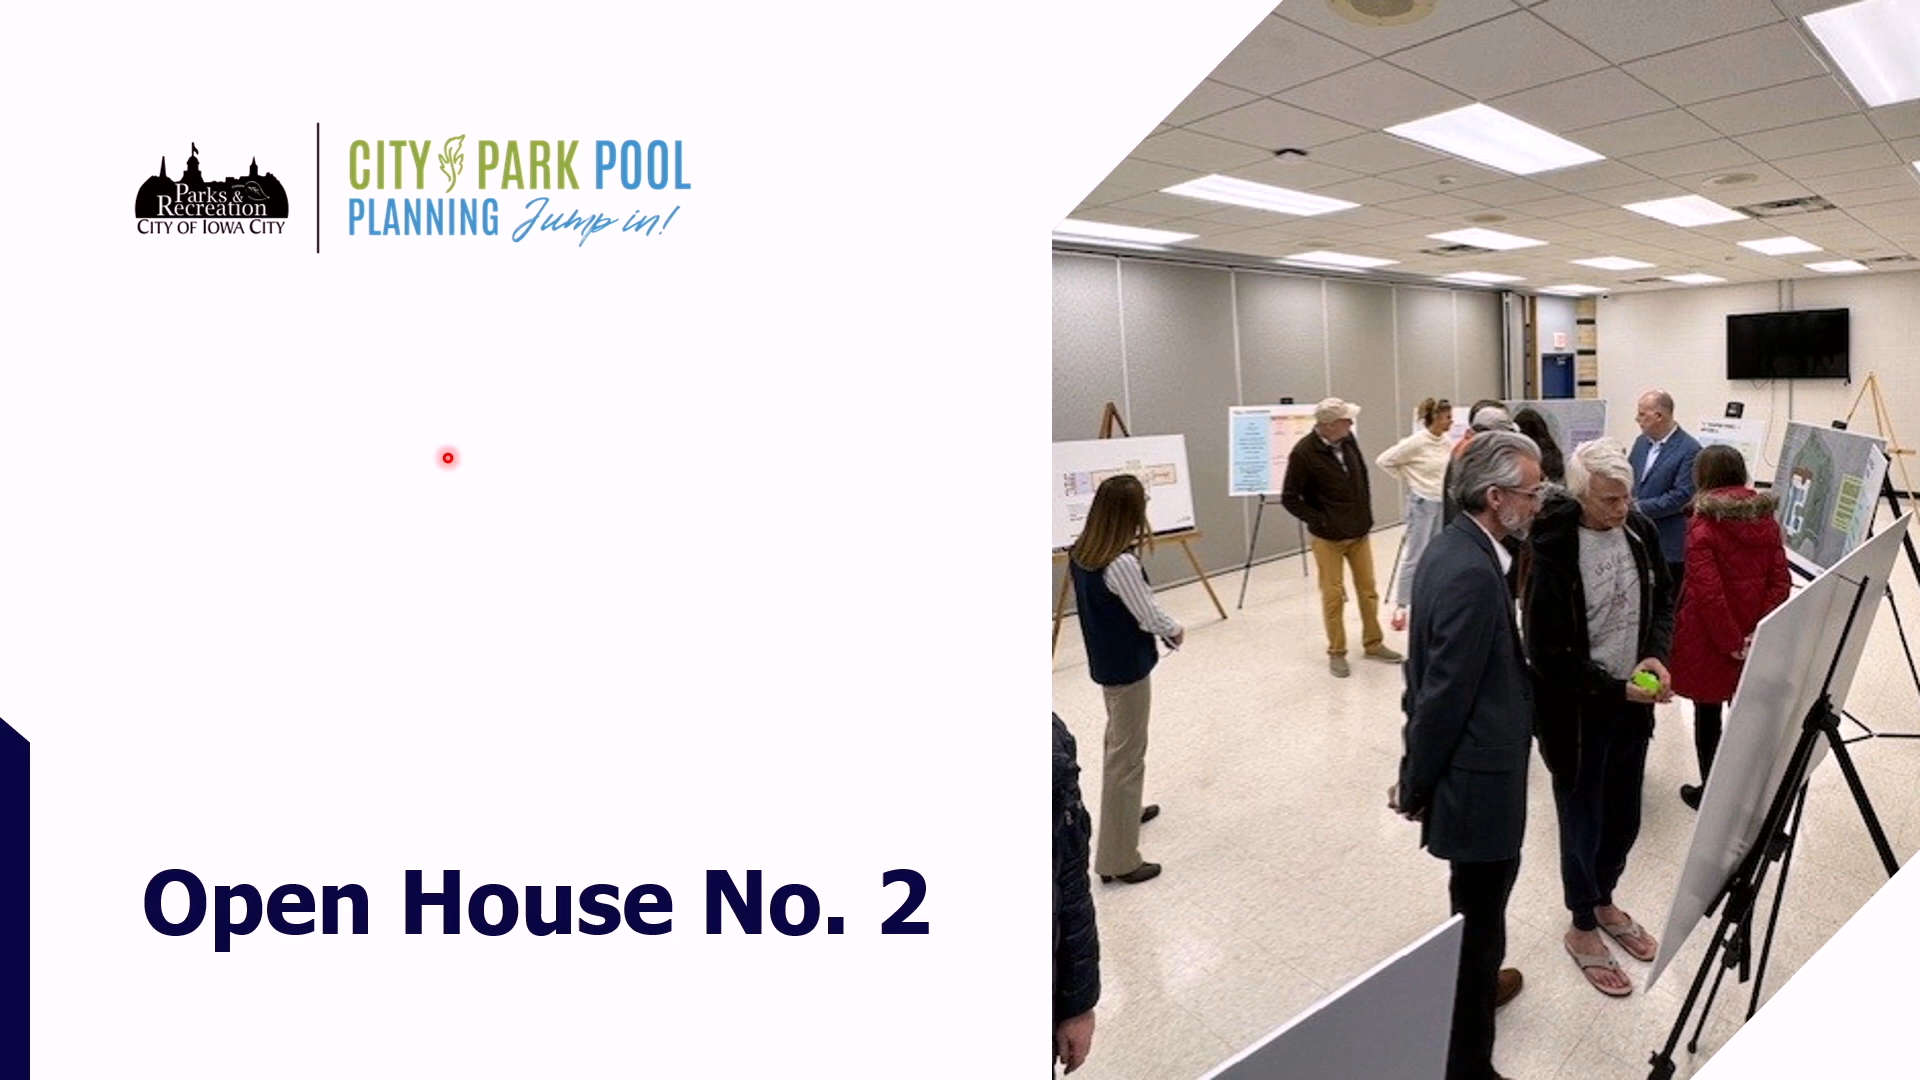 Parks &
Recreation
CITY OF IOWA CITY
CITY PARK POOL
PLANNING Jump in!
Open House No. 2